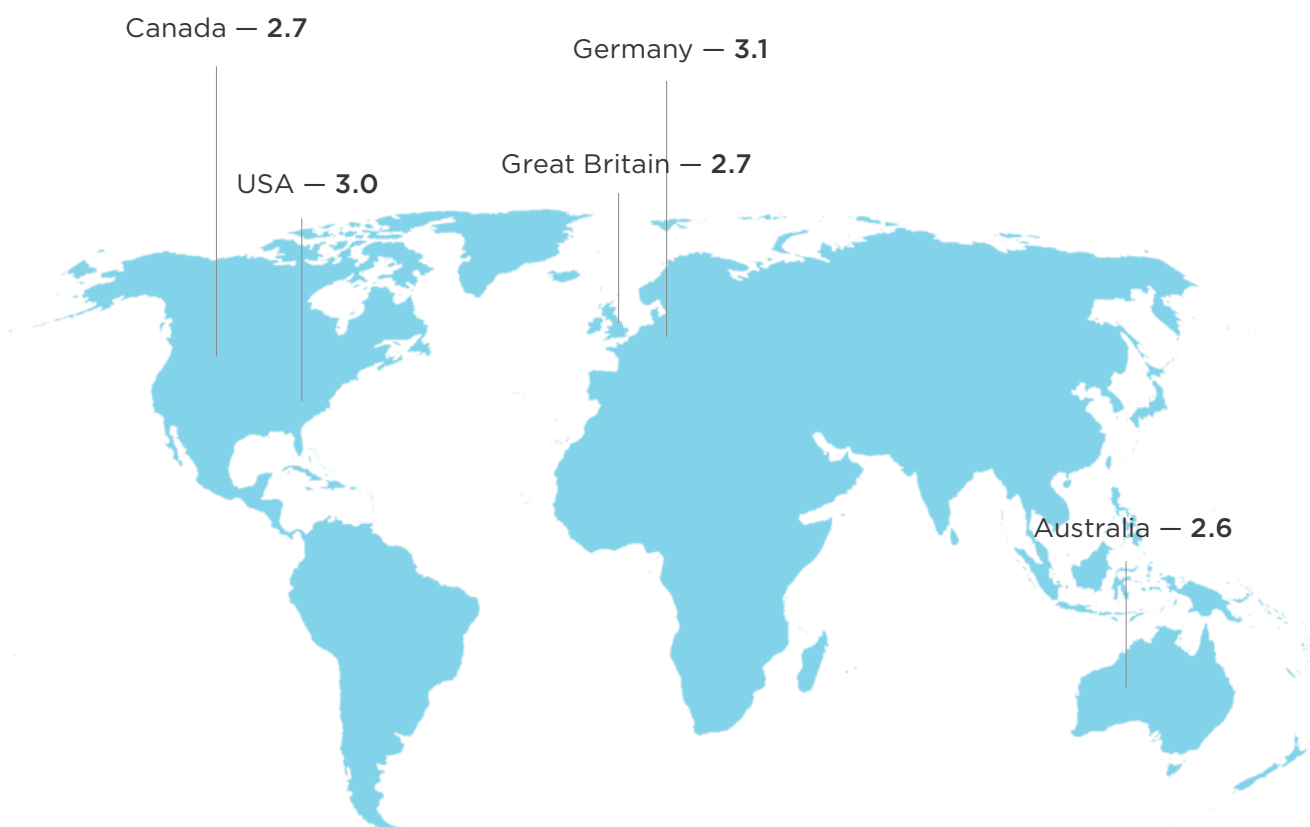 Canada — 2.7
Germany — 3.1
Great Britain — 2.7
USA — 3.0
Australia — 2.6